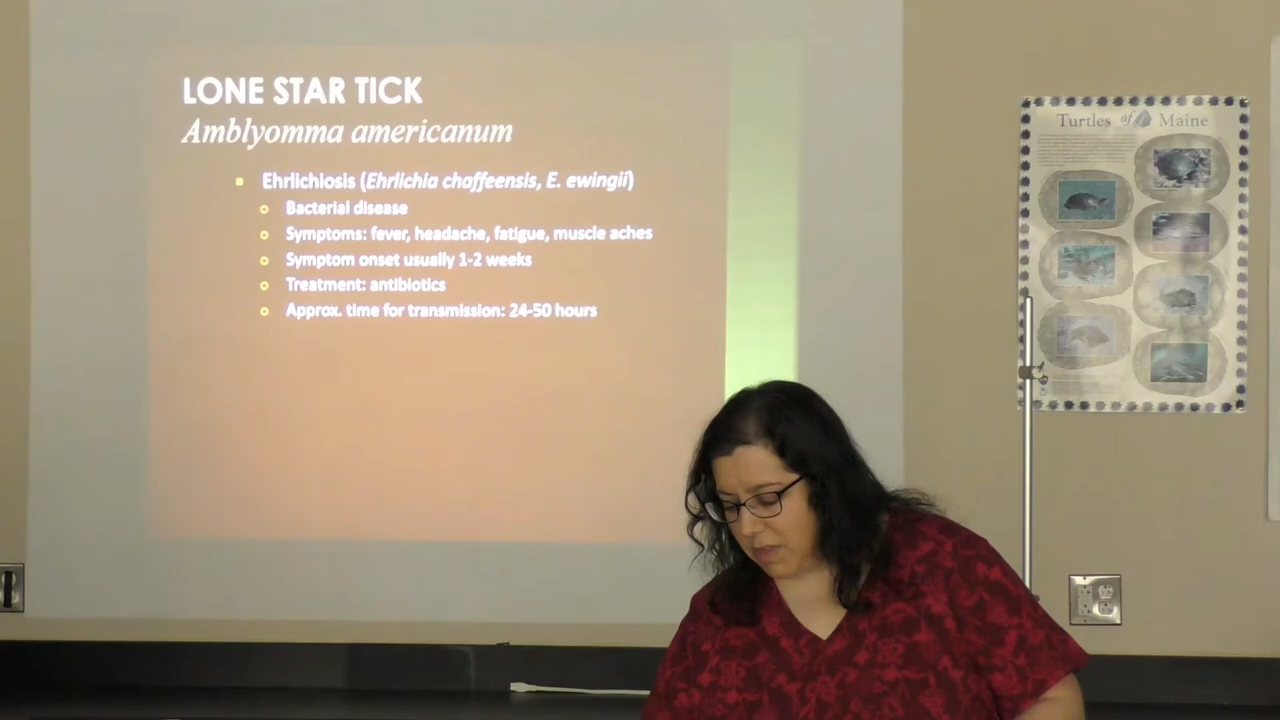 LONE STAR TICK
Amblyomma americanum
Ehrlichiosis (Ehrlichia chaffeensis, E. ewingii)
Bacterial disease
Symptoms: fever, headache, fatigue, muscle aches
Symptom onset usually 1-2 weeks
Treatment: antibiotics
Approx. time for transmission: 24-50 hours
Turtles of Maine